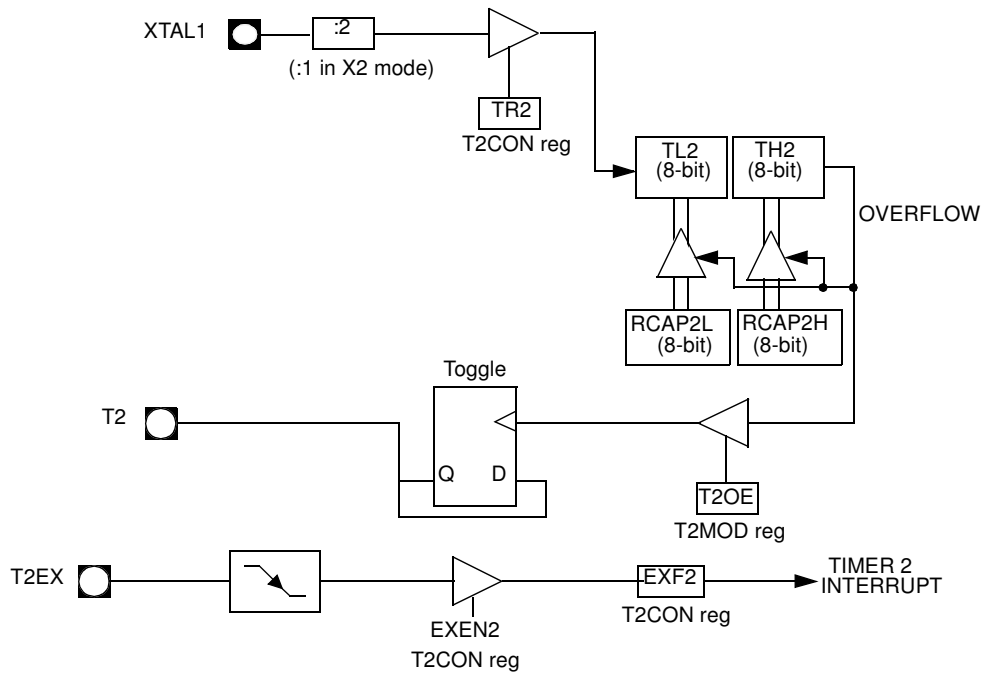 XTAL1
:2
(:1 in X2 mode)
TR2
T2CON reg
TL2
(8-bit)
TH2
(8-bit)
OVERFLOW
RCAP2L
(8-bit)
RCAP2H
(8-bit)
Toggle
T2
Q
D
T2OE
T2MOD reg
T2EX
EXEN2
T2CON reg
EXF2
T2CON reg
TIMER 2
INTERRUPT